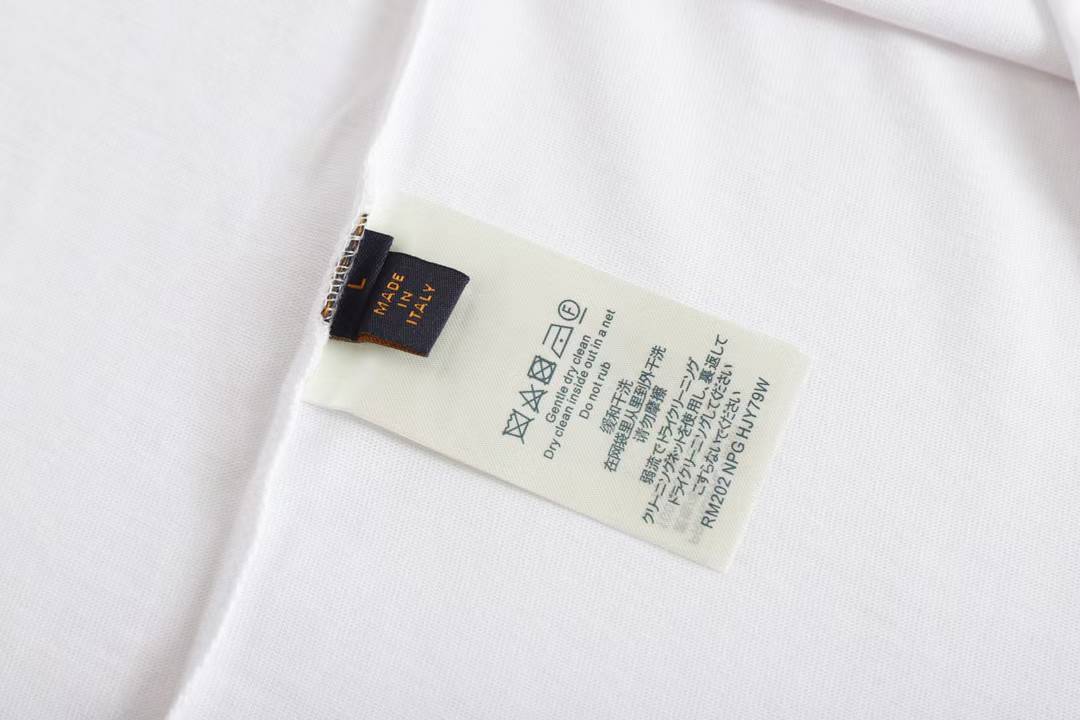 L
MADE
IN
ITALY
Gentle dry clean
Dry clean inside out in a net
Do not rub
缓和干洗
在网袋里从里到外干洗
请勿摩擦
弱流でドライクリーニング
クリーニングネットを使用し、裏返して
ドライクリーニングしてください
こすらないでください
RM202 NPG HJY79W
F